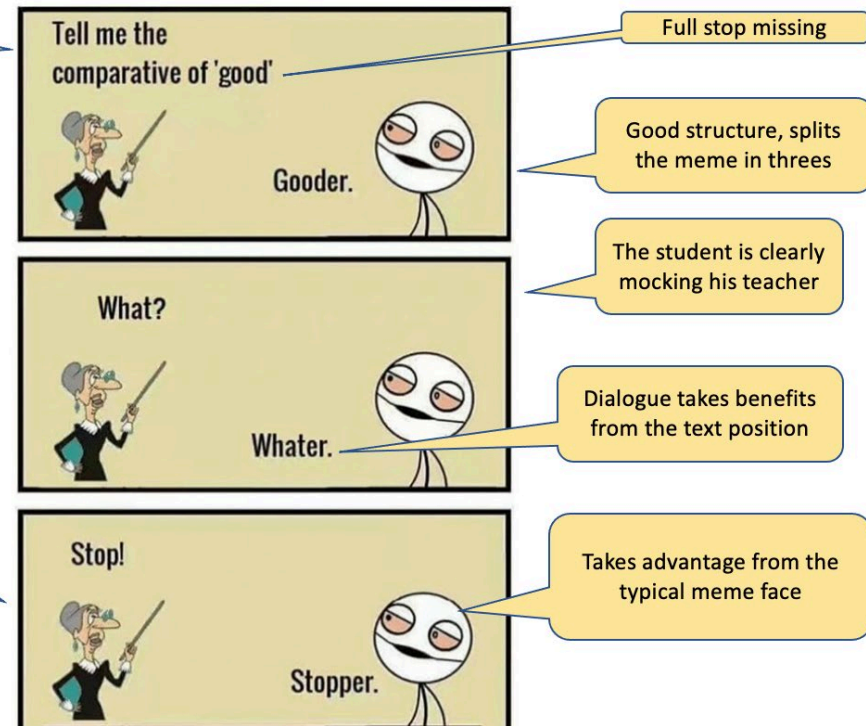 Tell me the
comparative of 'good'
Full stop missing
Gooder.
Good structure, splits
the meme in threes
The student is clearly
mocking his teacher
What?
Whater.
Dialogue takes benefits
from the text position
Stop!
Stopper.
Takes advantage from the
typical meme face